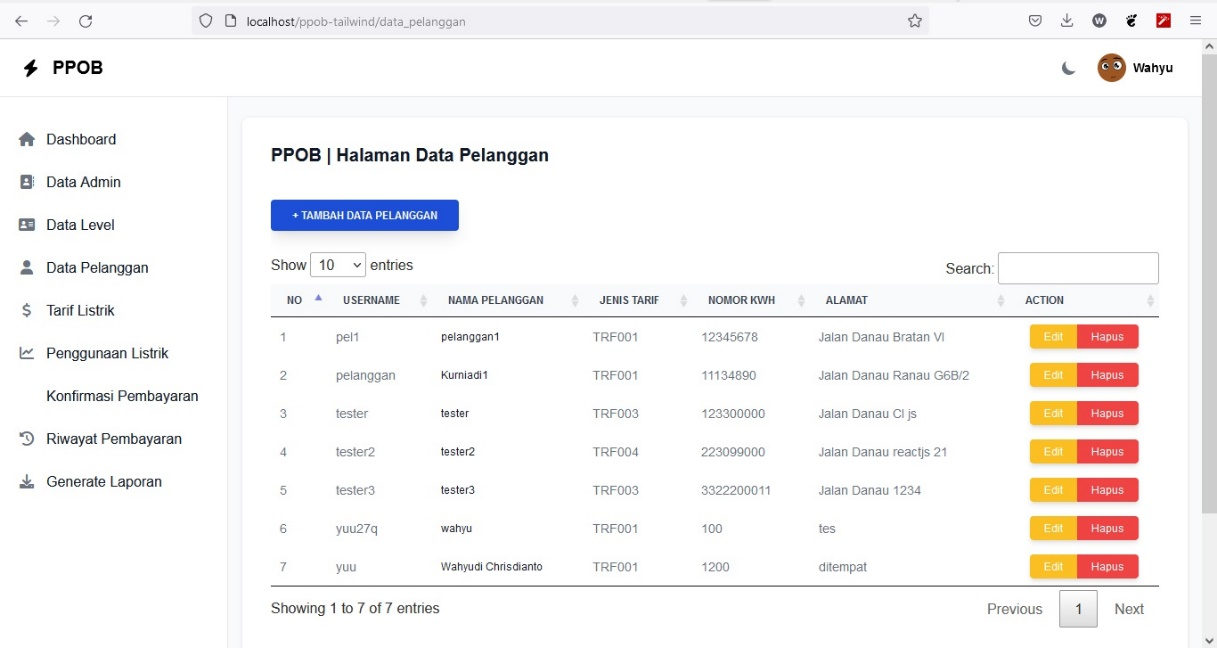 localhost/ppob-tailwind/data_pelanggan
PPOB
Wahyu
Dashboard
Data Admin
Data Level
Data Pelanggan
Tarif Listrik
Penggunaan Listrik
Konfirmasi Pembayaran
Riwayat Pembayaran
Generate Laporan
PPOB | Halaman Data Pelanggan
+ TAMBAH DATA PELANGGAN
Show 10 entries
Search:
NO USERNAME NAMA PELANGGAN JENIS TARIF NOMOR KWH ALAMAT ACTION
1 pel1 pelanggan1 TRF001 12345678 Jalan Danau Bratan VI Edit Hapus
2 pelanggan Kurniadi1 TRF001 11134890 Jalan Danau Ranau G6B/2 Edit Hapus
3 tester tester TRF003 123300000 Jalan Danau CI js Edit Hapus
4 tester2 tester2 TRF004 223099000 Jalan Danau reactjs 21 Edit Hapus
5 tester3 tester3 TRF003 3322200011 Jalan Danau 1234 Edit Hapus
6 yuu27q wahyu TRF001 100 tes Edit Hapus
7 yuu Wahyudi Chrisdianto TRF001 1200 ditempat Edit Hapus
Showing 1 to 7 of 7 entries
Previous 1 Next